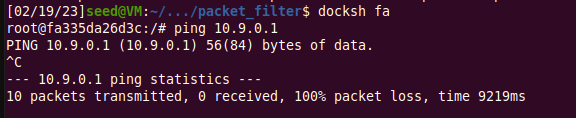 [02/19/23]seed@VM:~/.../packet_filter$ docksh fa
root@fa335da26d3c:/# ping 10.9.0.1
PING 10.9.0.1 (10.9.0.1) 56(84) bytes of data.
^C
--- 10.9.0.1 ping statistics ---
10 packets transmitted, 0 received, 100% packet loss, time 9219ms